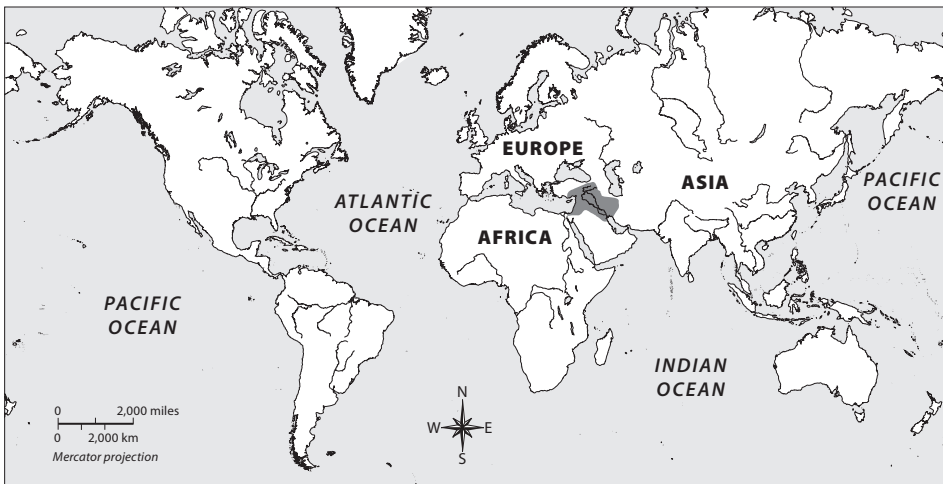 EUROPE
ASIA
PACIFIC
OCEAN
ATLANTIC
OCEAN
AFRICA
PACIFIC
OCEAN
INDIAN
OCEAN
0 2,000 miles
0 2,000 km
Mercator projection
N
W E
S